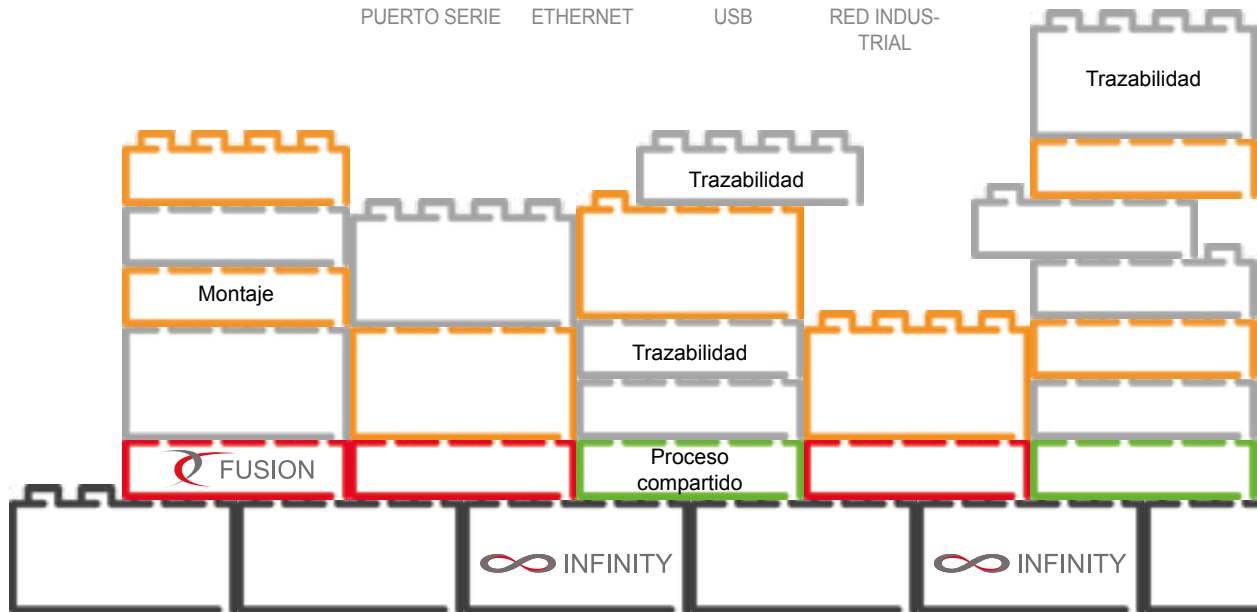 PUERTO SERIE
ETHERNET
USB
RED INDUS-
TRIAL
Trazabilidad
Trazabilidad
Montaje
Trazabilidad
FUSION
Proceso
compartido
INFINITY
INFINITY